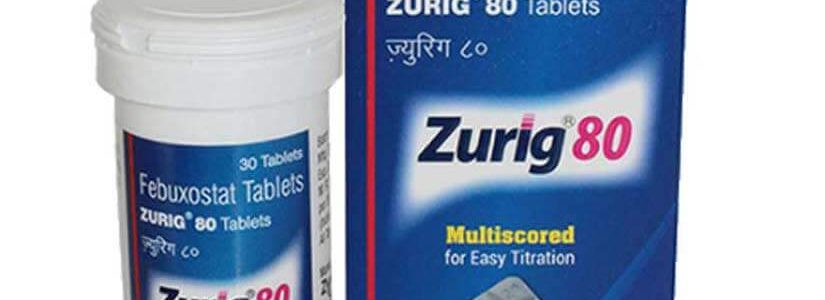 30 Tablets
Febuxostat Tablets
ZURIG® 80 Tablets
ज़्युरिग ८०
Zurig 80
ZURIG® 80 Tablets
ज़्युरिग ८०
Zurig® 80
Multiscored
for Easy Titration